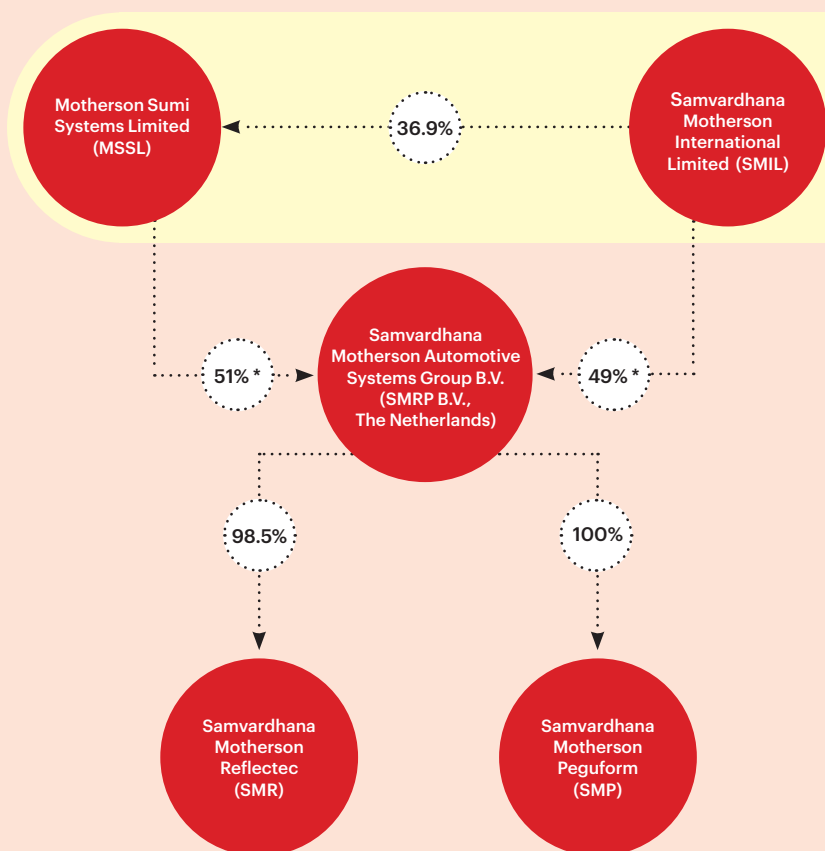 Motherson Sumi
Systems Limited
(MSSL)
36.9%
Samvardhana
Motherson
International
Limited (SMIL)
51% *
Samvardhana
Motherson Automotive
Systems Group B.V.
(SMRP B.V.,
The Netherlands)
49% *
98.5%
100%
Samvardhana
Motherson
Reflectec
(SMR)
Samvardhana
Motherson
Peguform
(SMP)